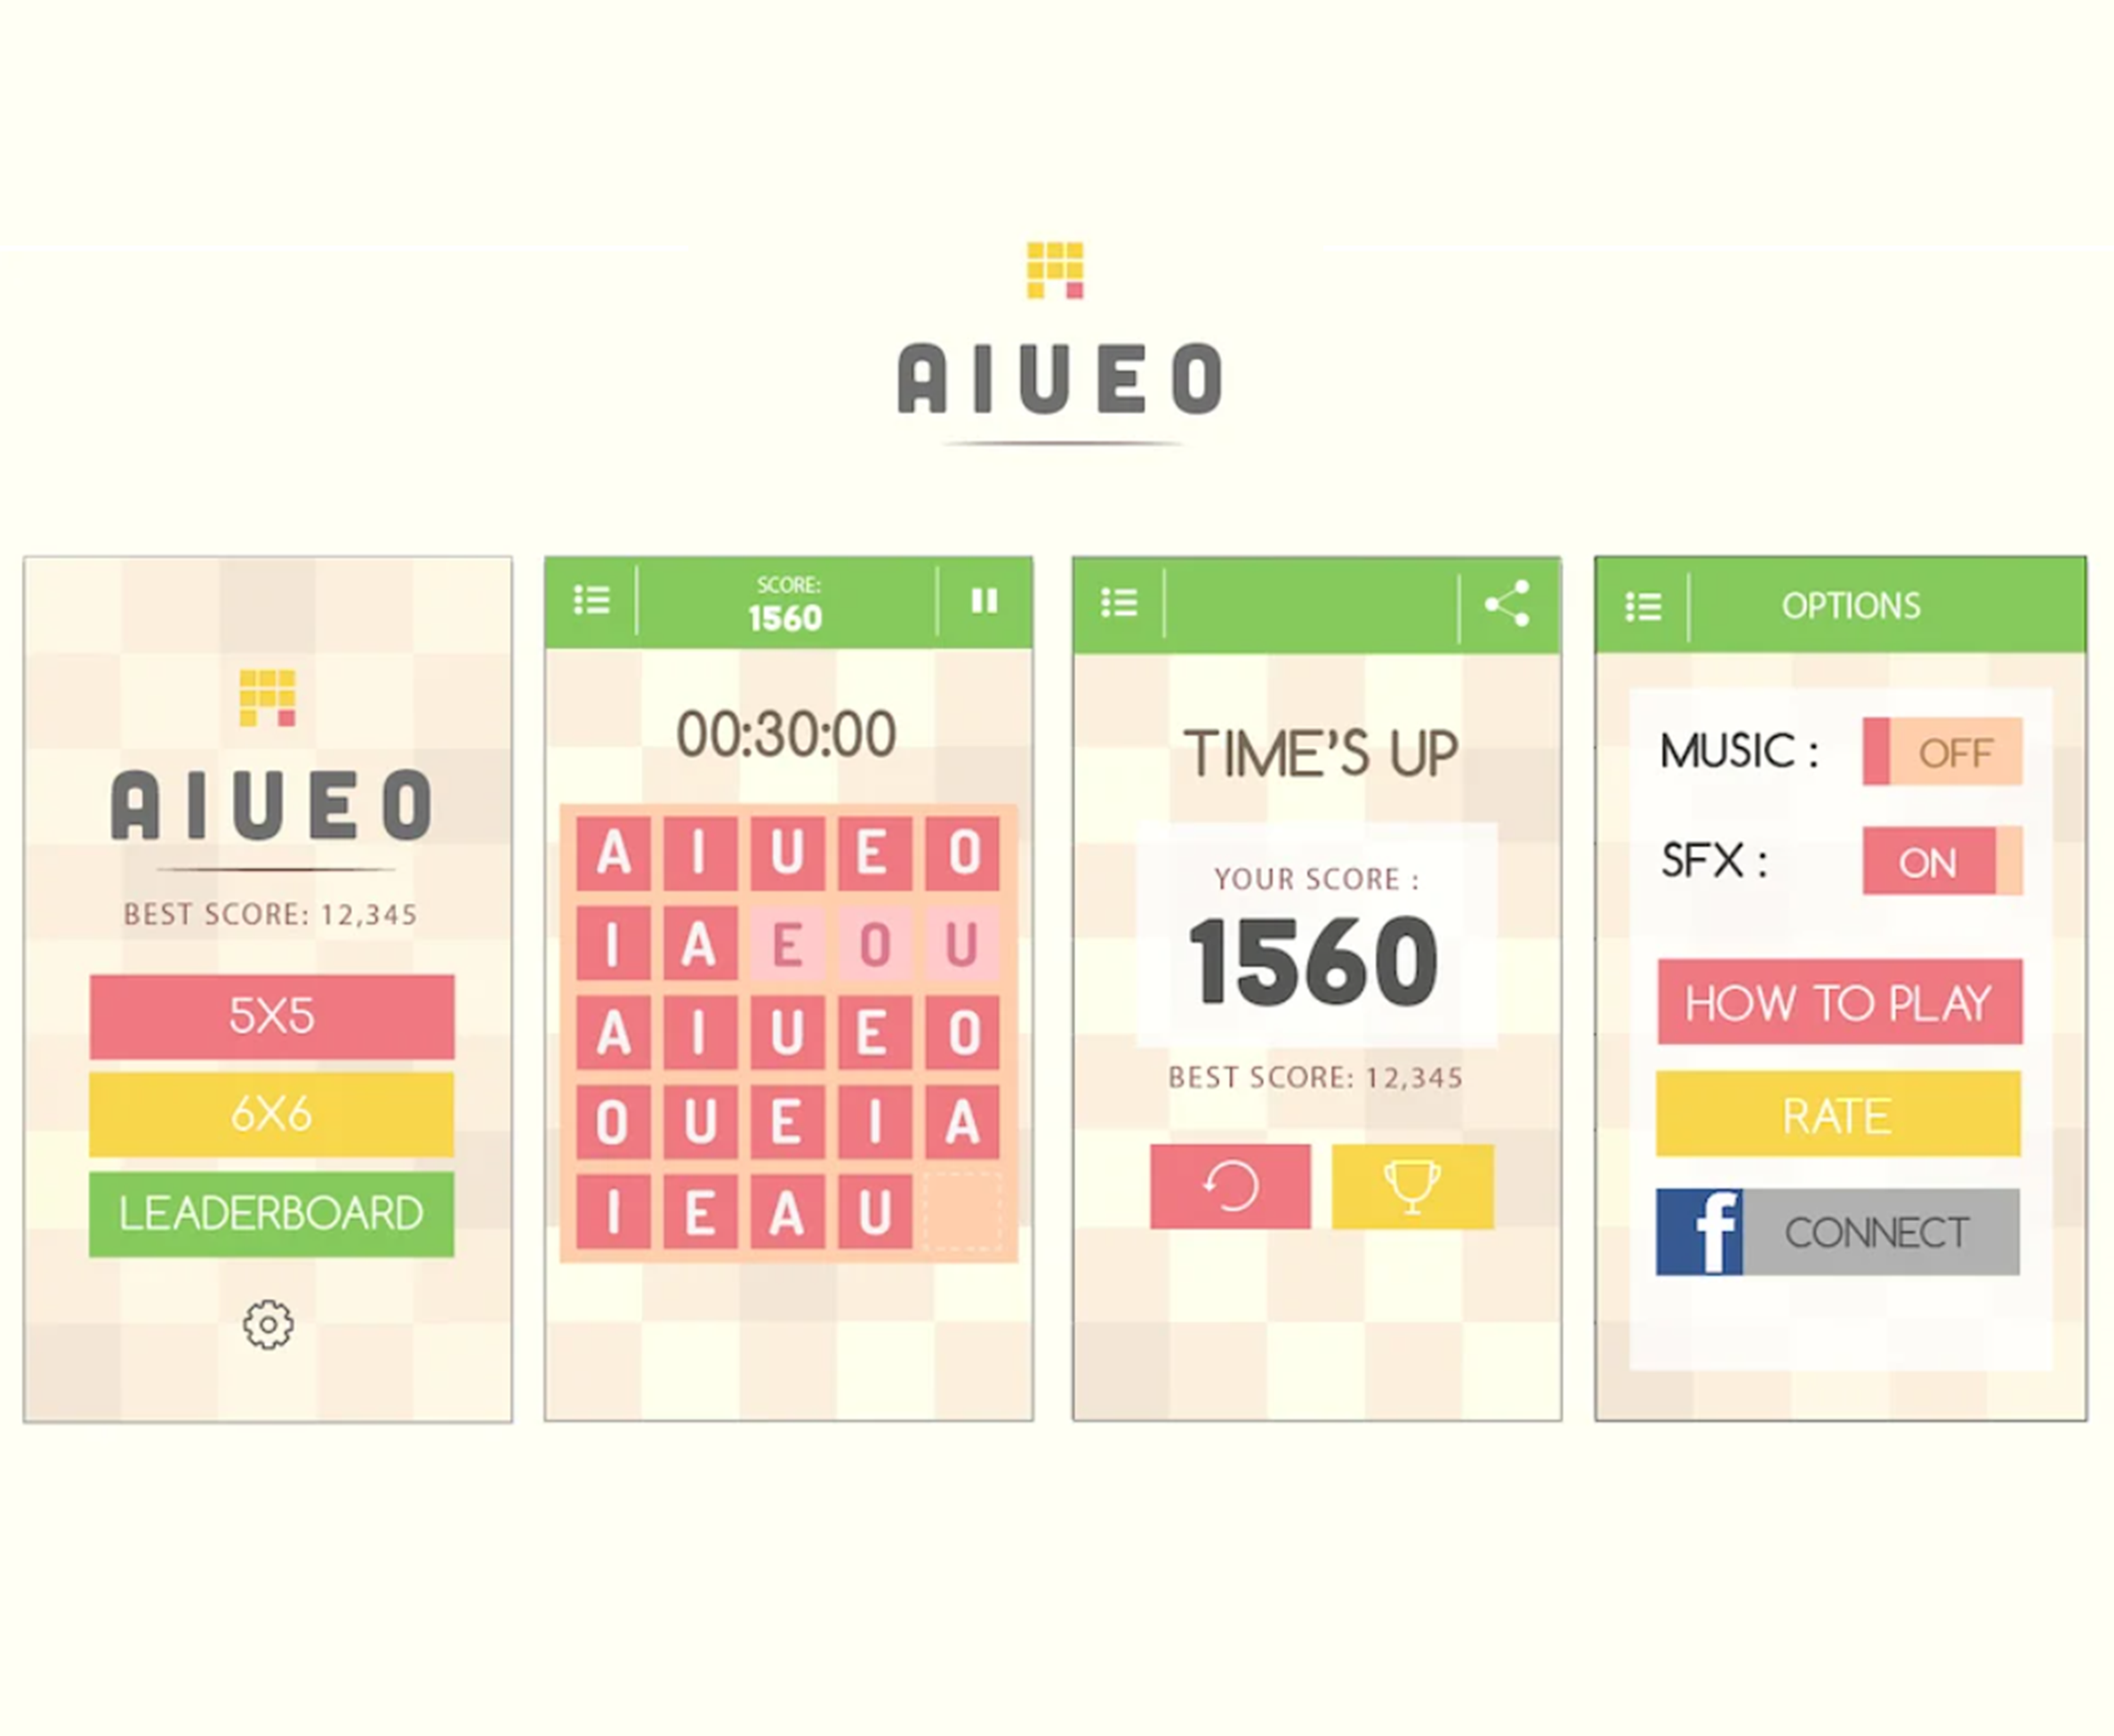 AIUEO
AIUEO
BEST SCORE: 12,345
5X5
6X6
LEADERBOARD
SCORE:
1560
00:30:00
A I U E O
I A E O U
A I U E O
O U E I A
I E A U
TIME'S UP
YOUR SCORE :
1560
BEST SCORE: 12,345
OPTIONS
MUSIC : OFF
SFX : ON
HOW TO PLAY
RATE
f CONNECT